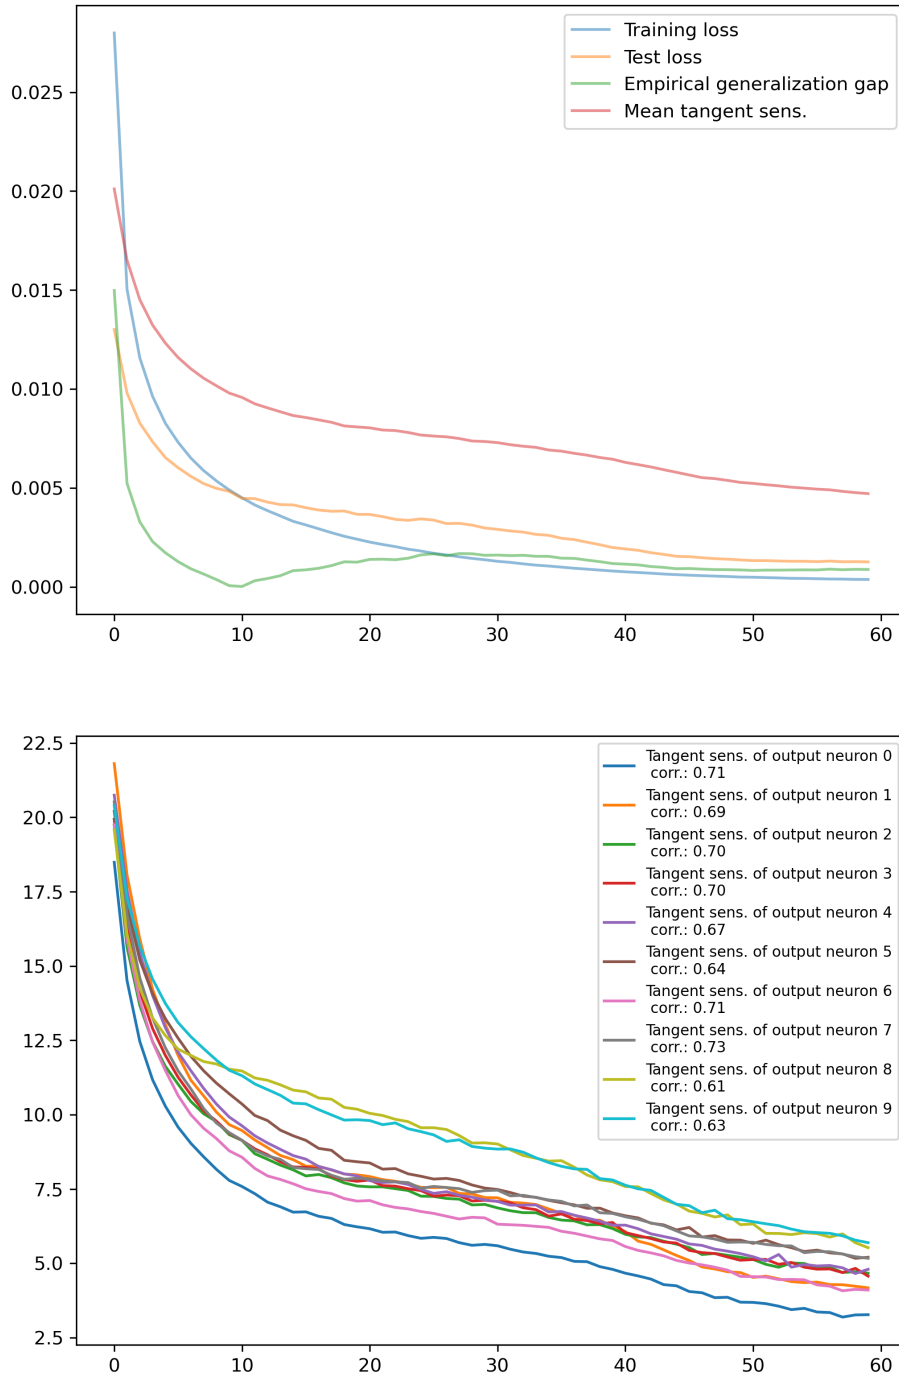 Training loss
Test loss
Empirical generalization gap
Mean tangent sens.
0.025
0.020
0.015
0.010
0.005
0.000
0 10 20 30 40 50 60
22.5
20.0
17.5
15.0
12.5
10.0
7.5
5.0
2.5
Tangent sens. of output neuron 0
corr.: 0.71
Tangent sens. of output neuron 1
corr.: 0.69
Tangent sens. of output neuron 2
corr.: 0.70
Tangent sens. of output neuron 3
corr.: 0.70
Tangent sens. of output neuron 4
corr.: 0.67
Tangent sens. of output neuron 5
corr.: 0.64
Tangent sens. of output neuron 6
corr.: 0.71
Tangent sens. of output neuron 7
corr.: 0.73
Tangent sens. of output neuron 8
corr.: 0.61
Tangent sens. of output neuron 9
corr.: 0.63
0 10 20 30 40 50 60